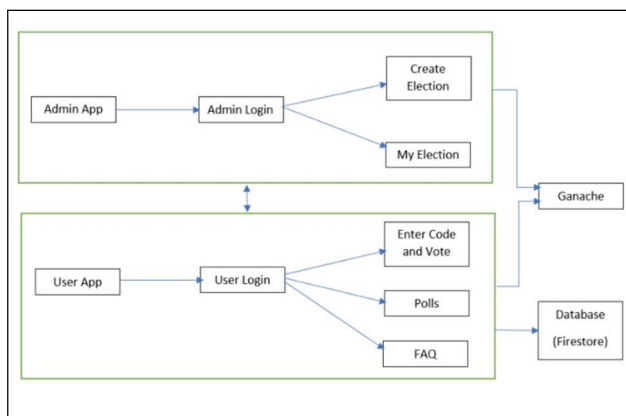 Create
Election
Admin App
Admin Login
My Election
Ganache
Enter Code
and Vote
User App
User Login
Polls
Database
(Firestore)
FAQ